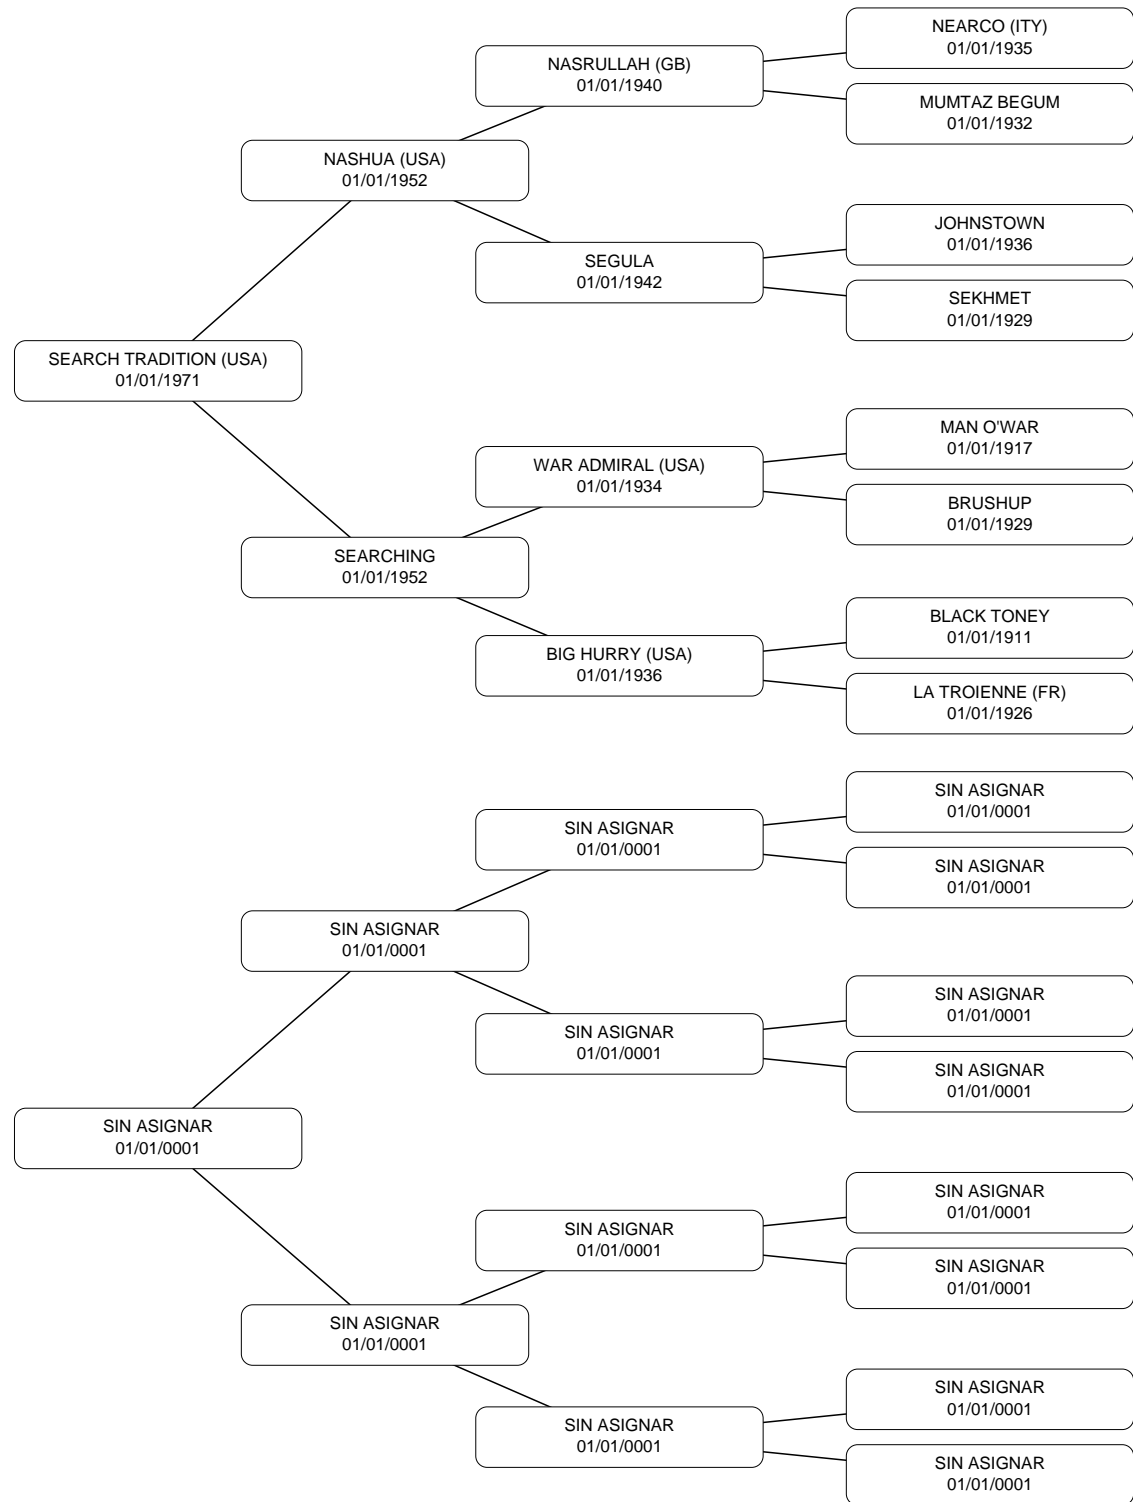 NEARCO (ITY)
01/01/1935
NASRULLAH (GB)
01/01/1940
MUMTAZ BEGUM
01/01/1932
NASHUA (USA)
01/01/1952
JOHNSTOWN
01/01/1936
SEGULA
01/01/1942
SEKHMET
01/01/1929
SEARCH TRADITION (USA)
01/01/1971
MAN O'WAR
01/01/1917
WAR ADMIRAL (USA)
01/01/1934
BRUSHUP
01/01/1929
SEARCHING
01/01/1952
BLACK TONEY
01/01/1911
BIG HURRY (USA)
01/01/1936
LA TROIENNE (FR)
01/01/1926
SIN ASIGNAR
01/01/0001
SIN ASIGNAR
01/01/0001
SIN ASIGNAR
01/01/0001
SIN ASIGNAR
01/01/0001
SIN ASIGNAR
01/01/0001
SIN ASIGNAR
01/01/0001
SIN ASIGNAR
01/01/0001
SIN ASIGNAR
01/01/0001
SIN ASIGNAR
01/01/0001
SIN ASIGNAR
01/01/0001
SIN ASIGNAR
01/01/0001
SIN ASIGNAR
01/01/0001
SIN ASIGNAR
01/01/0001
SIN ASIGNAR
01/01/0001
SIN ASIGNAR
01/01/0001